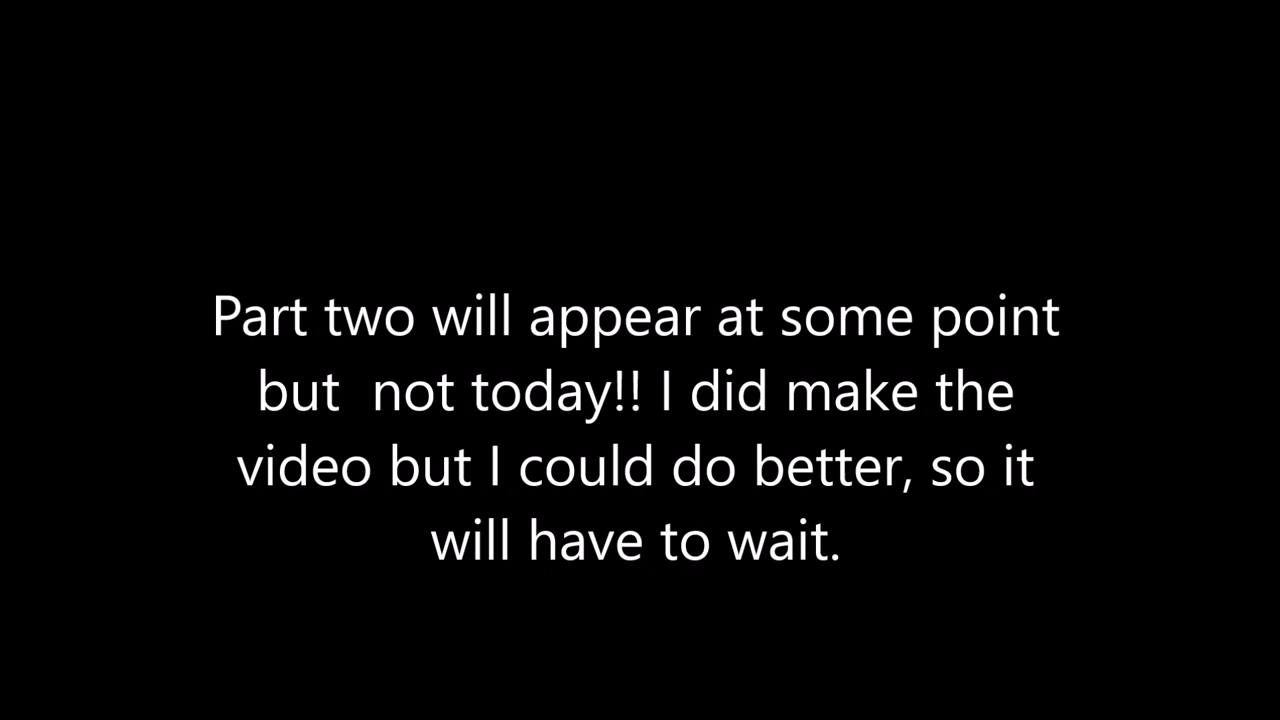 Part two will appear at some point
but  not today!! I did make the
video but I could do better, so it
will have to wait.